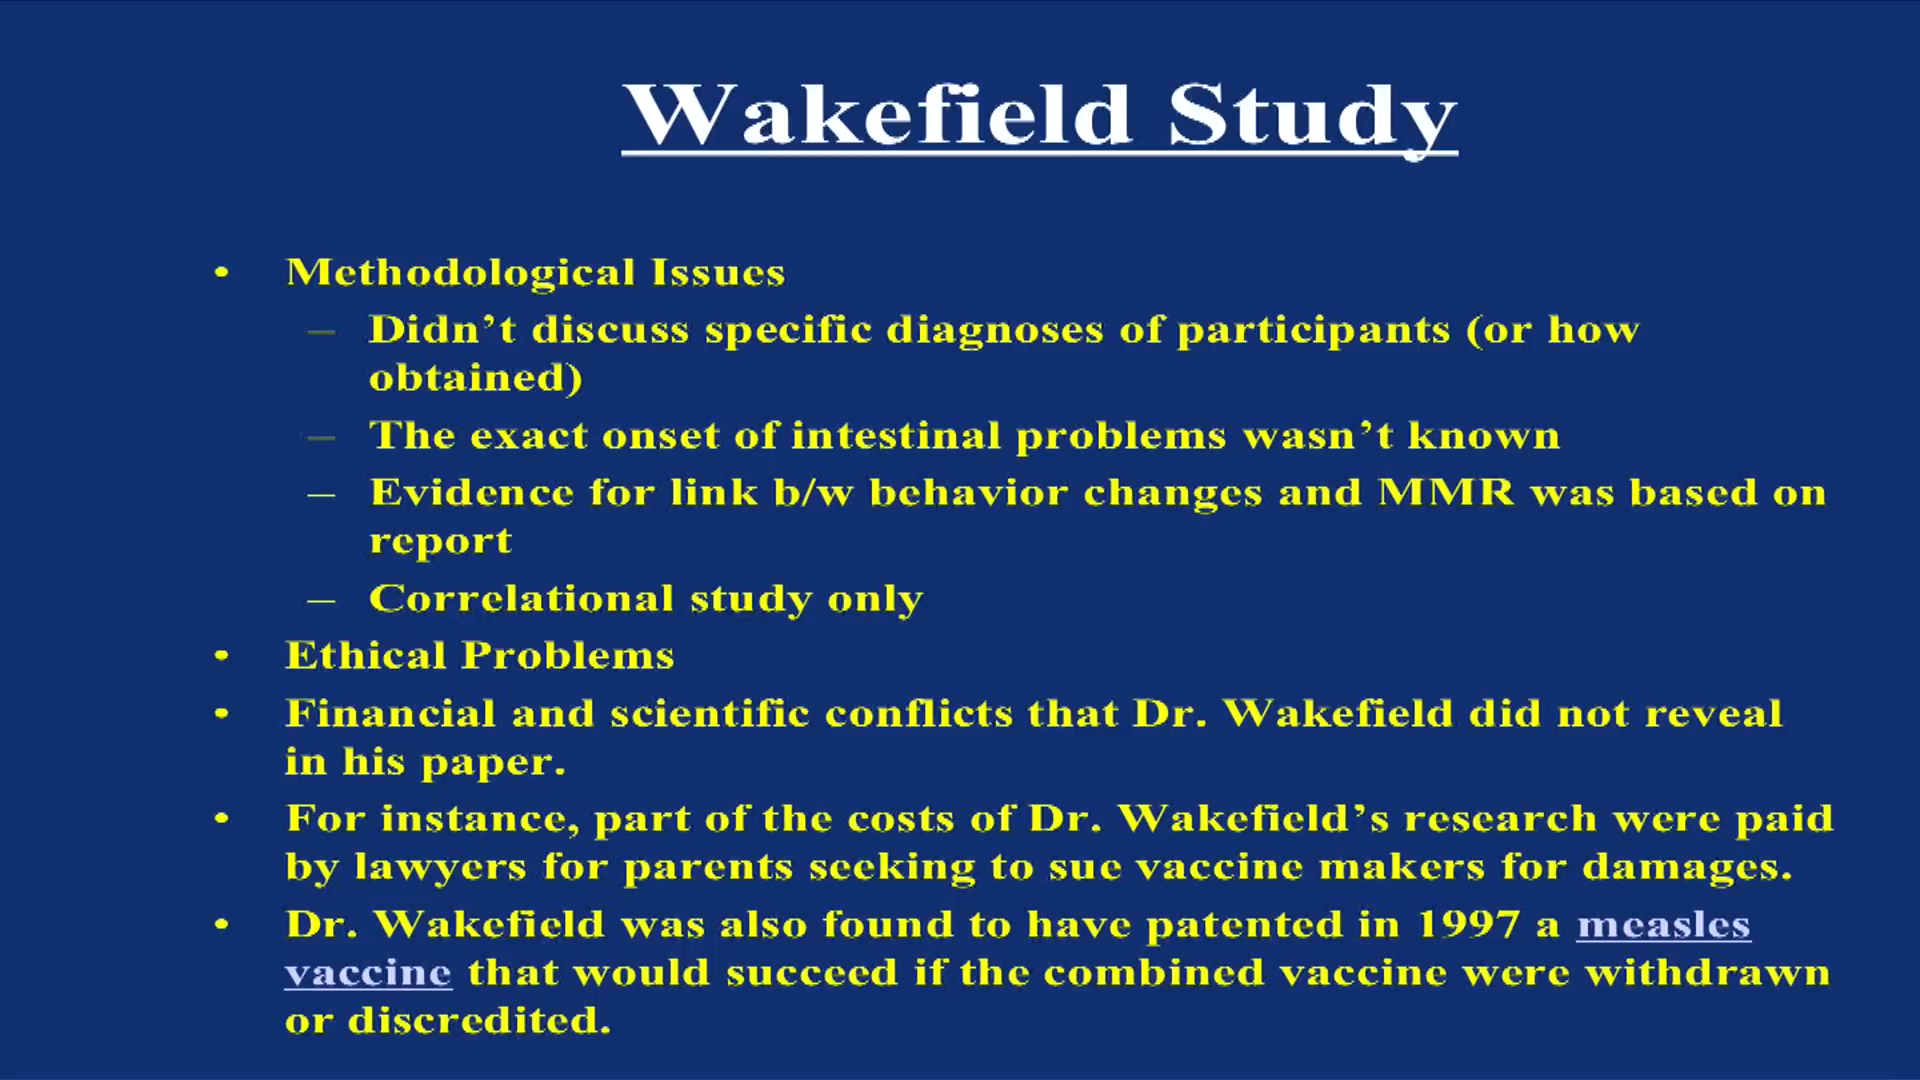 Wakefield Study
• Methodological Issues
– Didn’t discuss specific diagnoses of participants (or how
obtained)
– The exact onset of intestinal problems wasn’t known
– Evidence for link b/w behavior changes and MMR was based on
report
– Correlational study only
• Ethical Problems
• Financial and scientific conflicts that Dr. Wakefield did not reveal
in his paper.
• For instance, part of the costs of Dr. Wakefield’s research were paid
by lawyers for parents seeking to sue vaccine makers for damages.
• Dr. Wakefield was also found to have patented in 1997 a measles
vaccine that would succeed if the combined vaccine were withdrawn
or discredited.